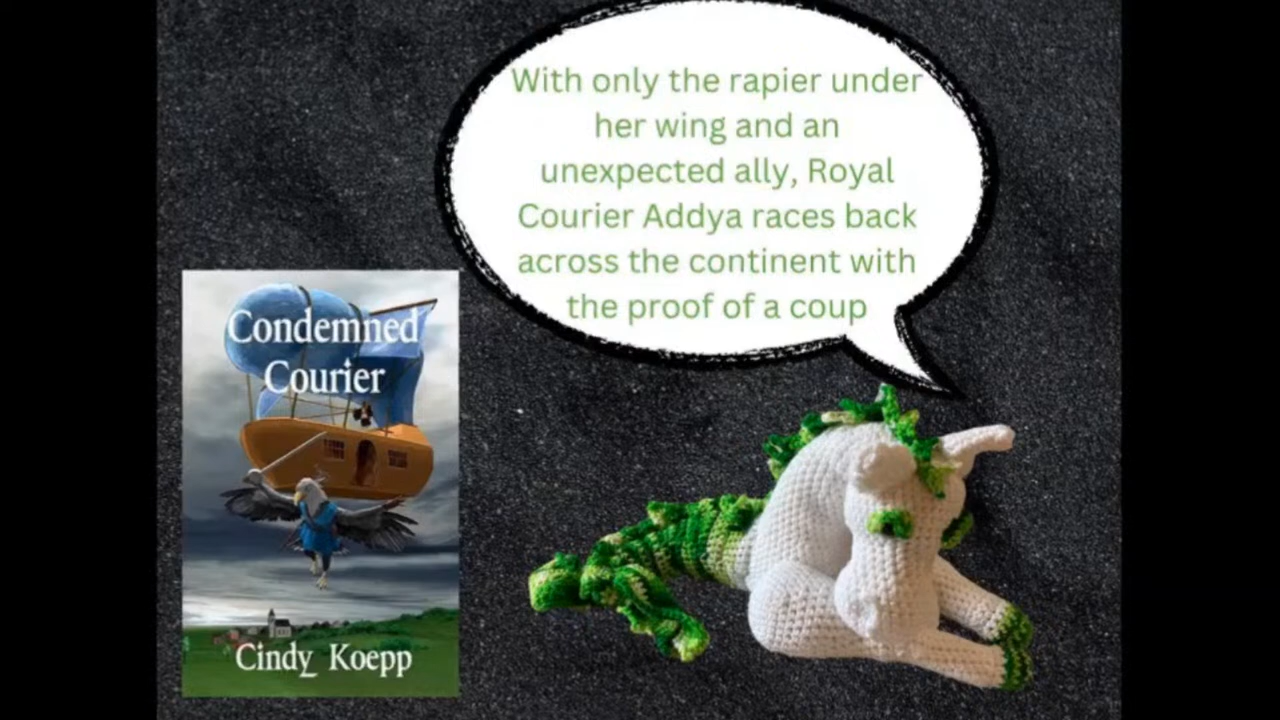 With only the rapier under
her wing and an
unexpected ally, Royal
Courier Addya races back
across the continent with
the proof of a coup
Condemned
Courier
Cindy Koepp